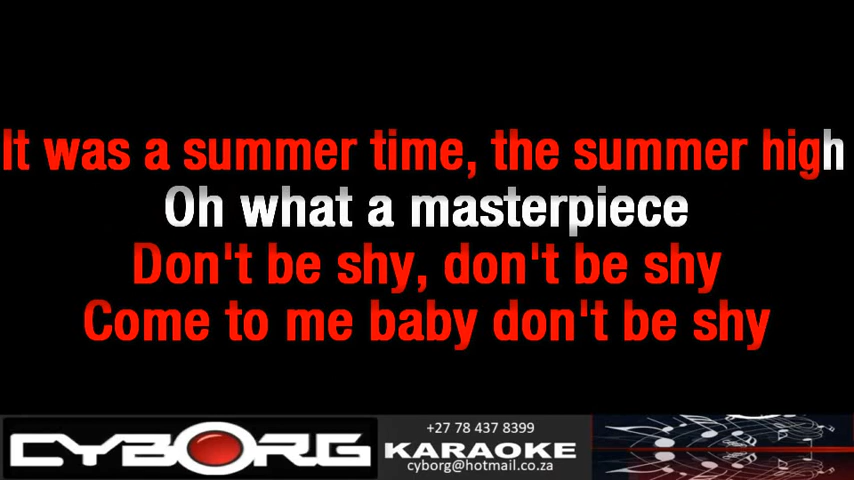 It was a summer time, the summer high
Oh what a masterpiece
Don't be shy, don't be shy
Come to me baby don't be shy
CYBORG
+27 78 437 8399
KARAOKE
cyborg@hotmail.co.za